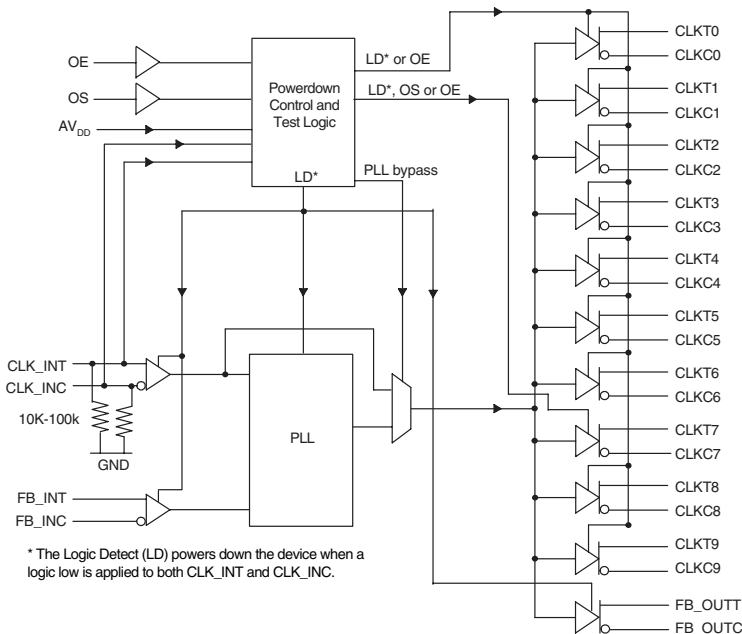 OE
OS
AVDD
Powerdown
Control and
Test Logic
LD*
LD* or OE
LD*, OS or OE
PLL bypass
CLK_INT
CLK_INC
10K-100k
GND
FB_INT
FB_INC
PLL
CLKT0
CLKC0
CLKT1
CLKC1
CLKT2
CLKC2
CLKT3
CLKC3
CLKT4
CLKC4
CLKT5
CLKC5
CLKT6
CLKC6
CLKT7
CLKC7
CLKT8
CLKC8
CLKT9
CLKC9
FB_OUTT
FB_OUTC
* The Logic Detect (LD) powers down the device when a
logic low is applied to both CLK_INT and CLK_INC.